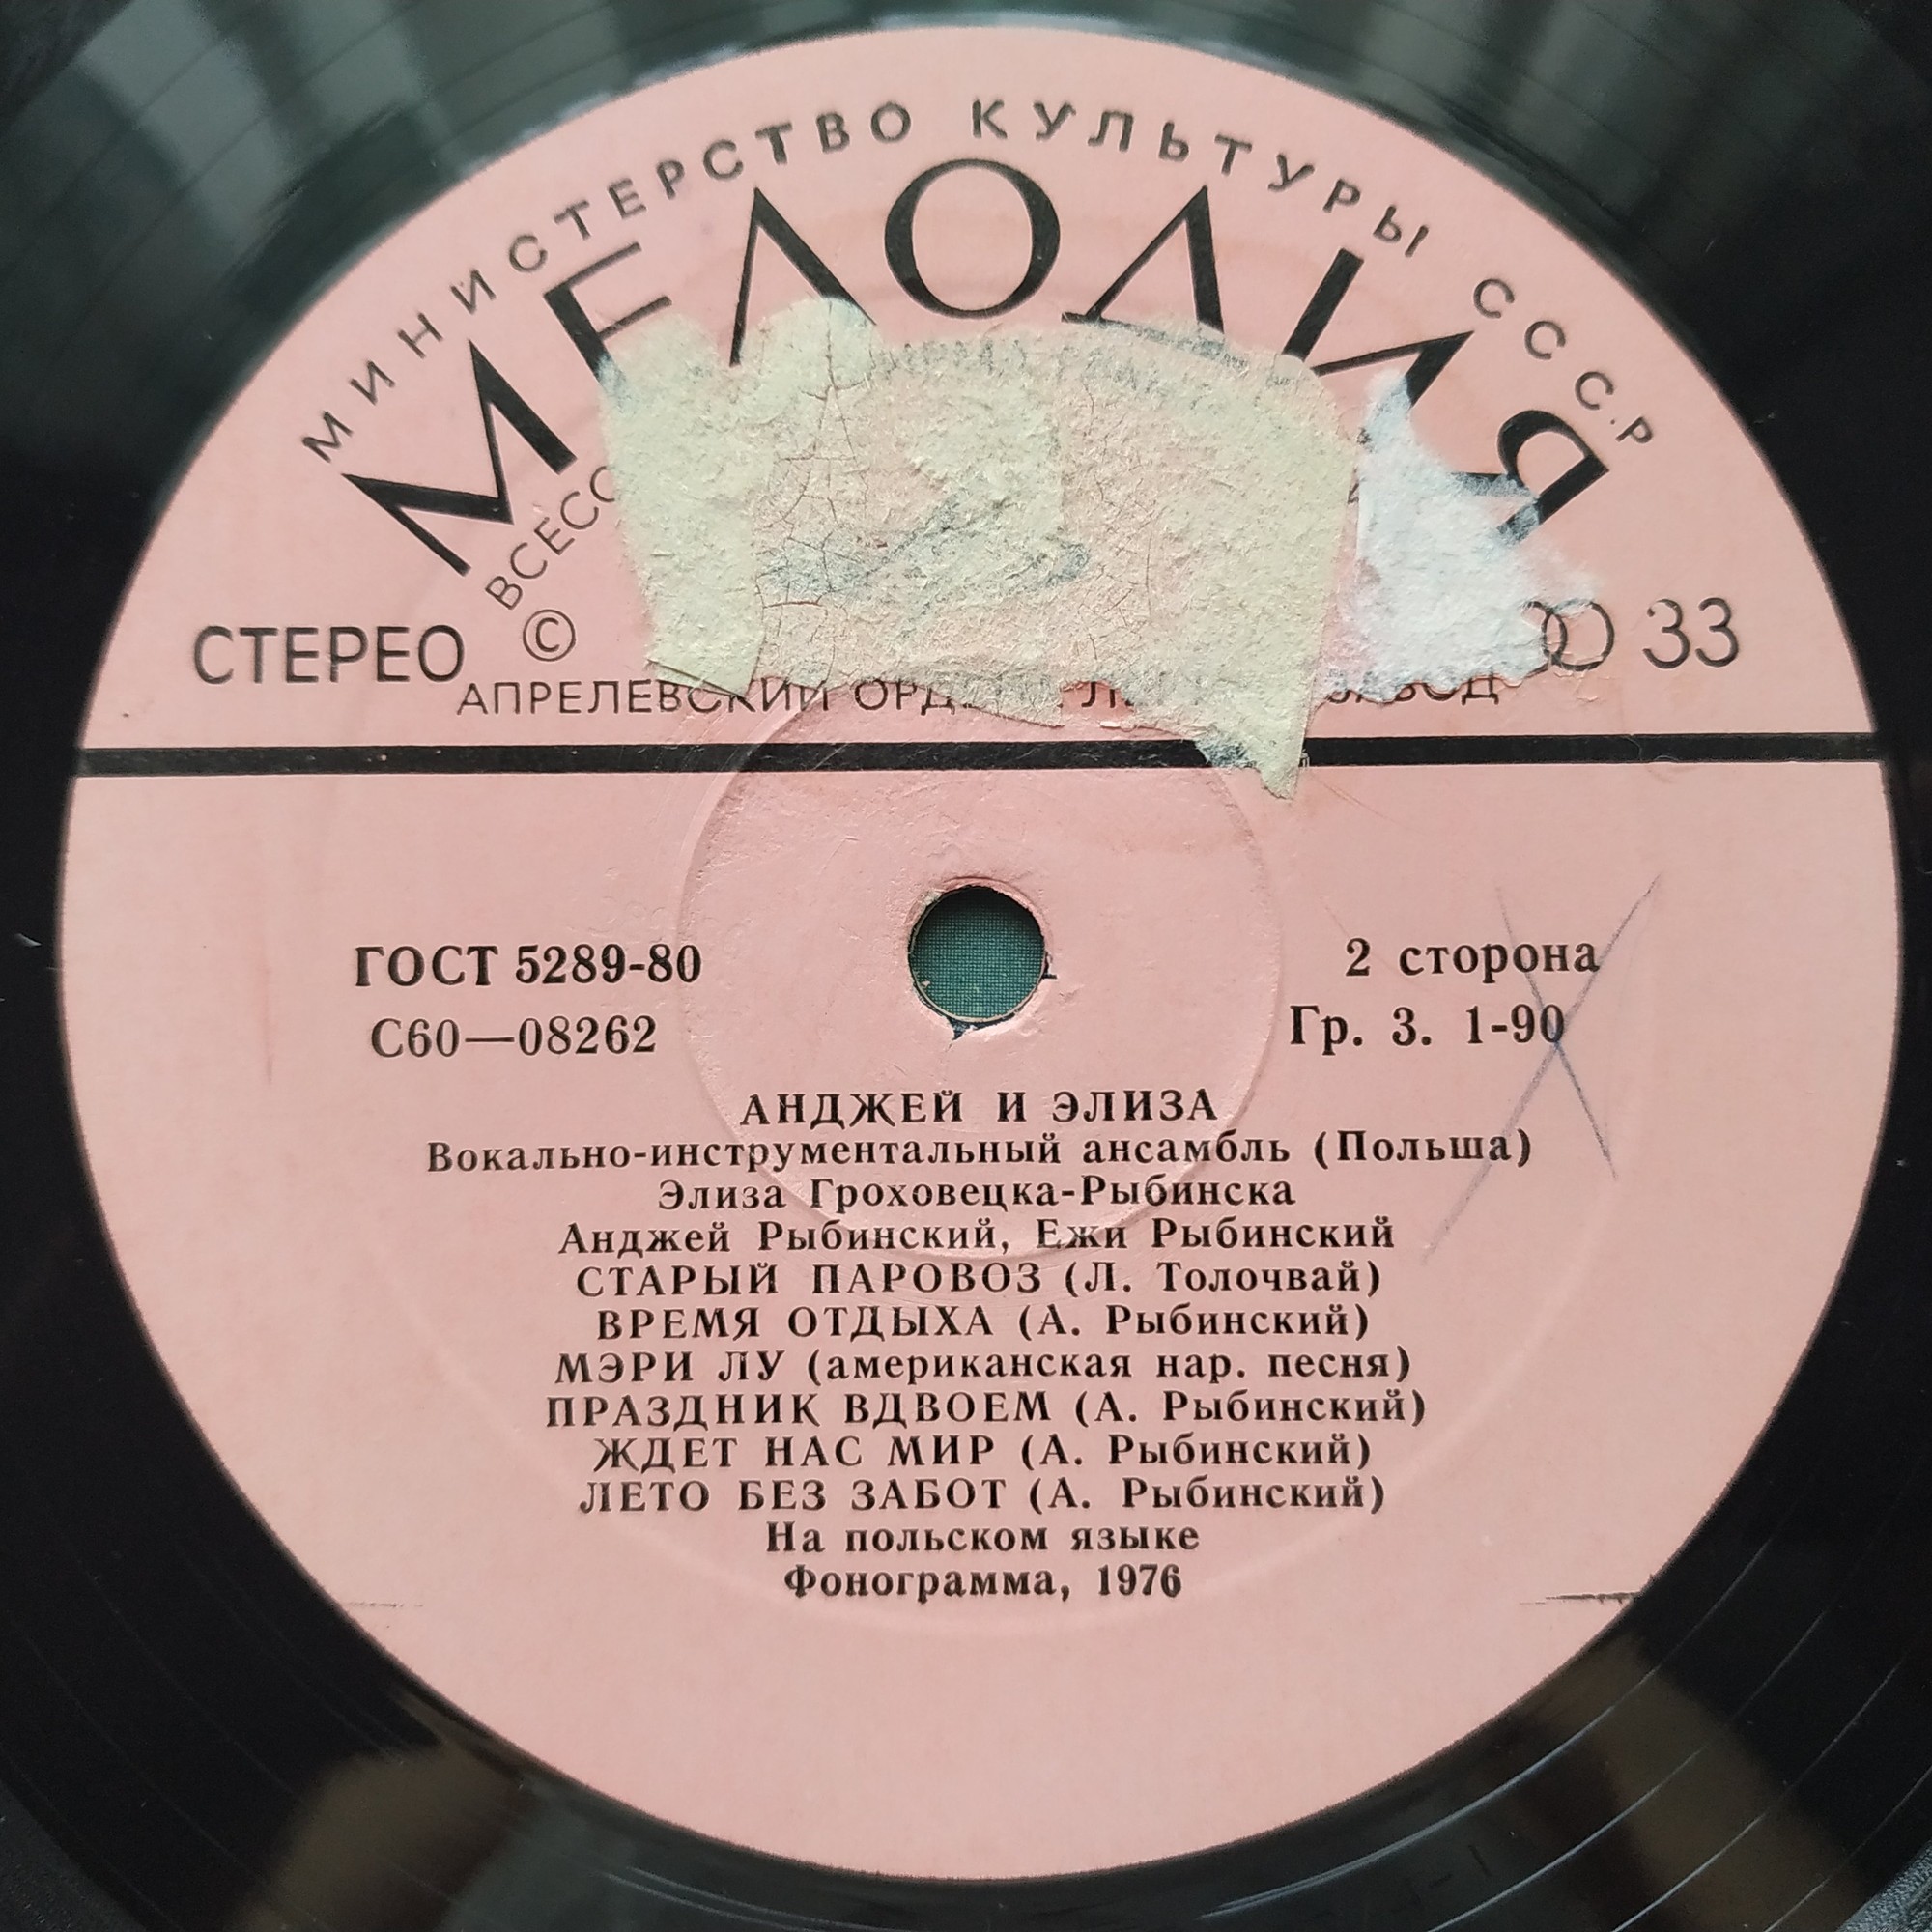 МИНИСТЕРСТВО КУЛЬТУРЫ СССР
МЕЛОДИЯ
СТЕРЕО © 33
АПРЕЛЕВСКИЙ ОРДЕНА ЗАВОД
ГОСТ 5289-80
С60—08262
2 сторона
Гр. 3. 1-90
АНДЖЕЙ И ЭЛИЗА
Вокально-инструментальный ансамбль (Польша)
Элиза Гроховецка-Рыбинска
Анджей Рыбинский, Ежи Рыбинский
СТАРЫЙ ПАРОВОЗ (Л. Толочвай)
ВРЕМЯ ОТДЫХА (А. Рыбинский)
МЭРИ ЛУ (американская нар. песня)
ПРАЗДНИК ВДВОЕМ (А. Рыбинский)
ЖДЕТ НАС МИР (А. Рыбинский)
ЛЕТО БЕЗ ЗАБОТ (А. Рыбинский)
На польском языке
Фонограмма, 1976